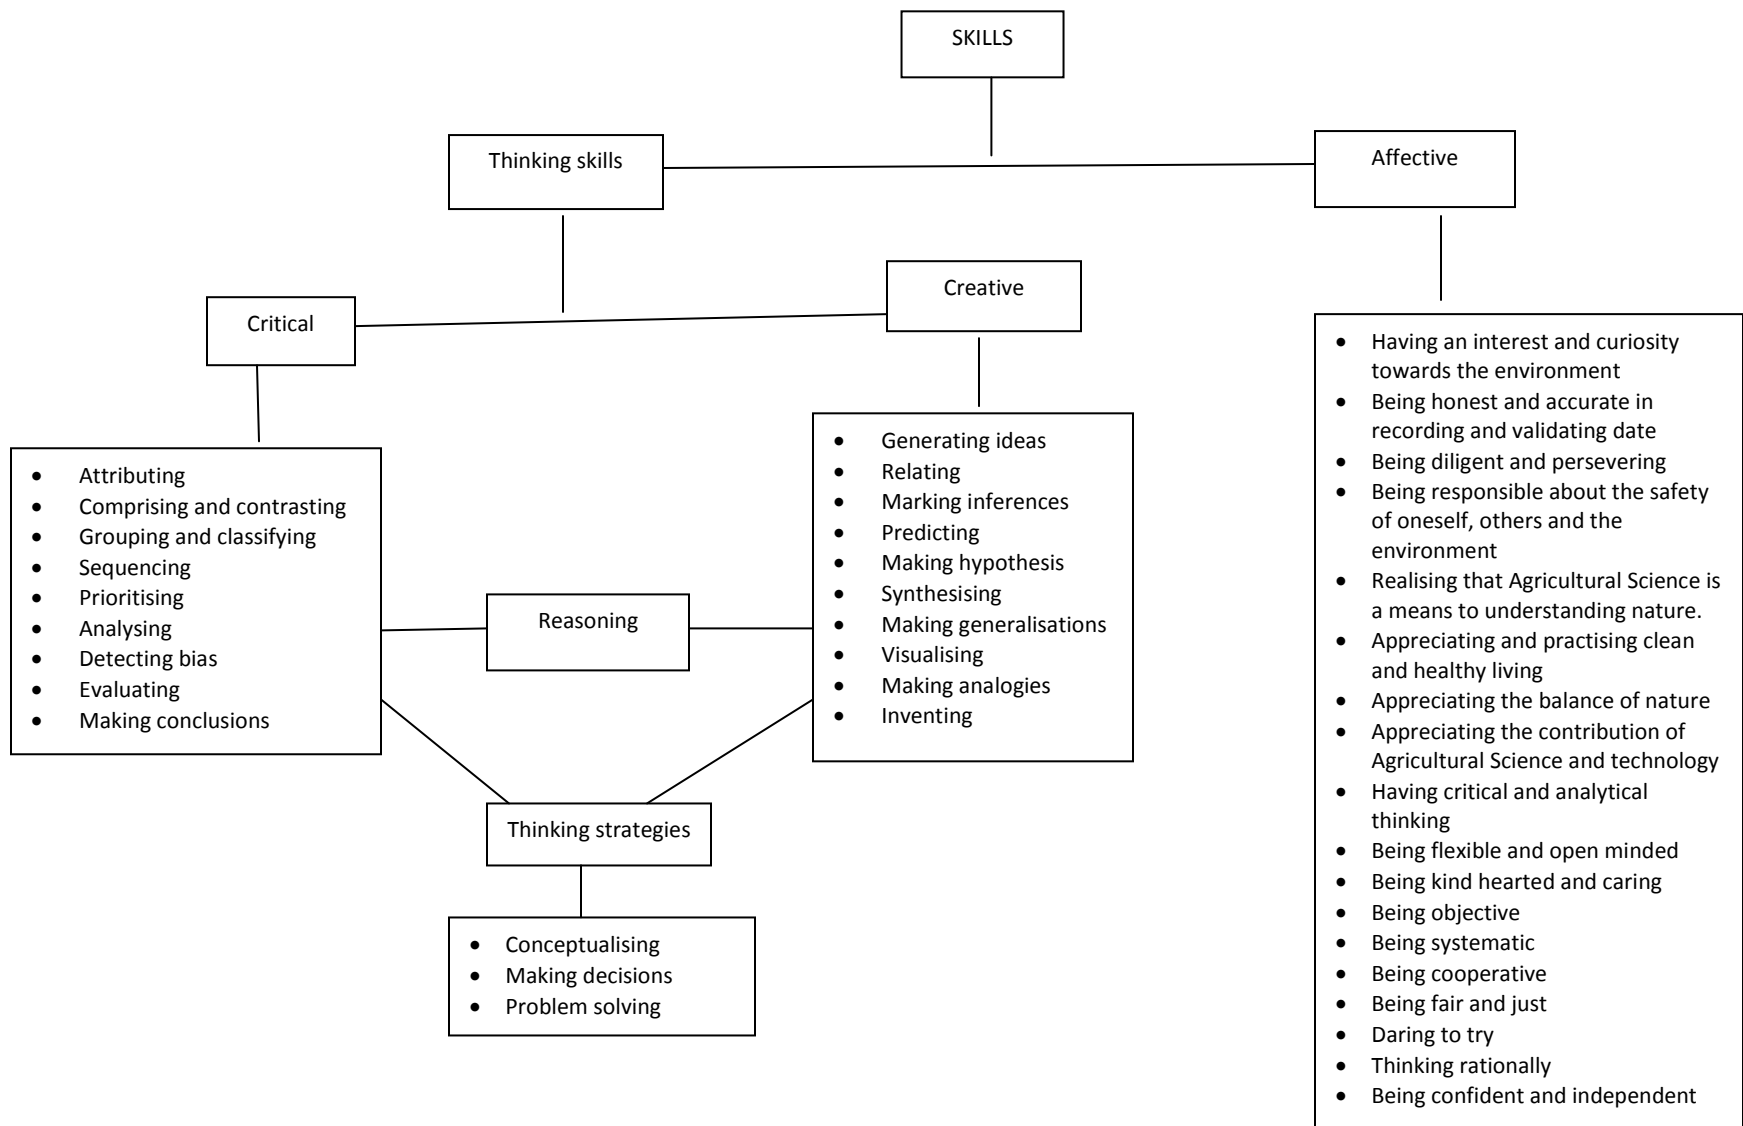 SKILLS
Thinking skills
Affective
Critical
Creative
• Attributing
• Comprising and contrasting
• Grouping and classifying
• Sequencing
• Prioritising
• Analysing
• Detecting bias
• Evaluating
• Making conclusions
Reasoning
• Generating ideas
• Relating
• Marking inferences
• Predicting
• Making hypothesis
• Synthesising
• Making generalisations
• Visualising
• Making analogies
• Inventing
Thinking strategies
• Conceptualising
• Making decisions
• Problem solving
• Having an interest and curiosity
towards the environment
• Being honest and accurate in
recording and validating date
• Being diligent and persevering
• Being responsible about the safety
of oneself, others and the
environment
• Realising that Agricultural Science is
a means to understanding nature.
• Appreciating and practising clean
and healthy living
• Appreciating the balance of nature
• Appreciating the contribution of
Agricultural Science and technology
• Having critical and analytical
thinking
• Being flexible and open minded
• Being kind hearted and caring
• Being objective
• Being systematic
• Being cooperative
• Being fair and just
• Daring to try
• Thinking rationally
• Being confident and independent